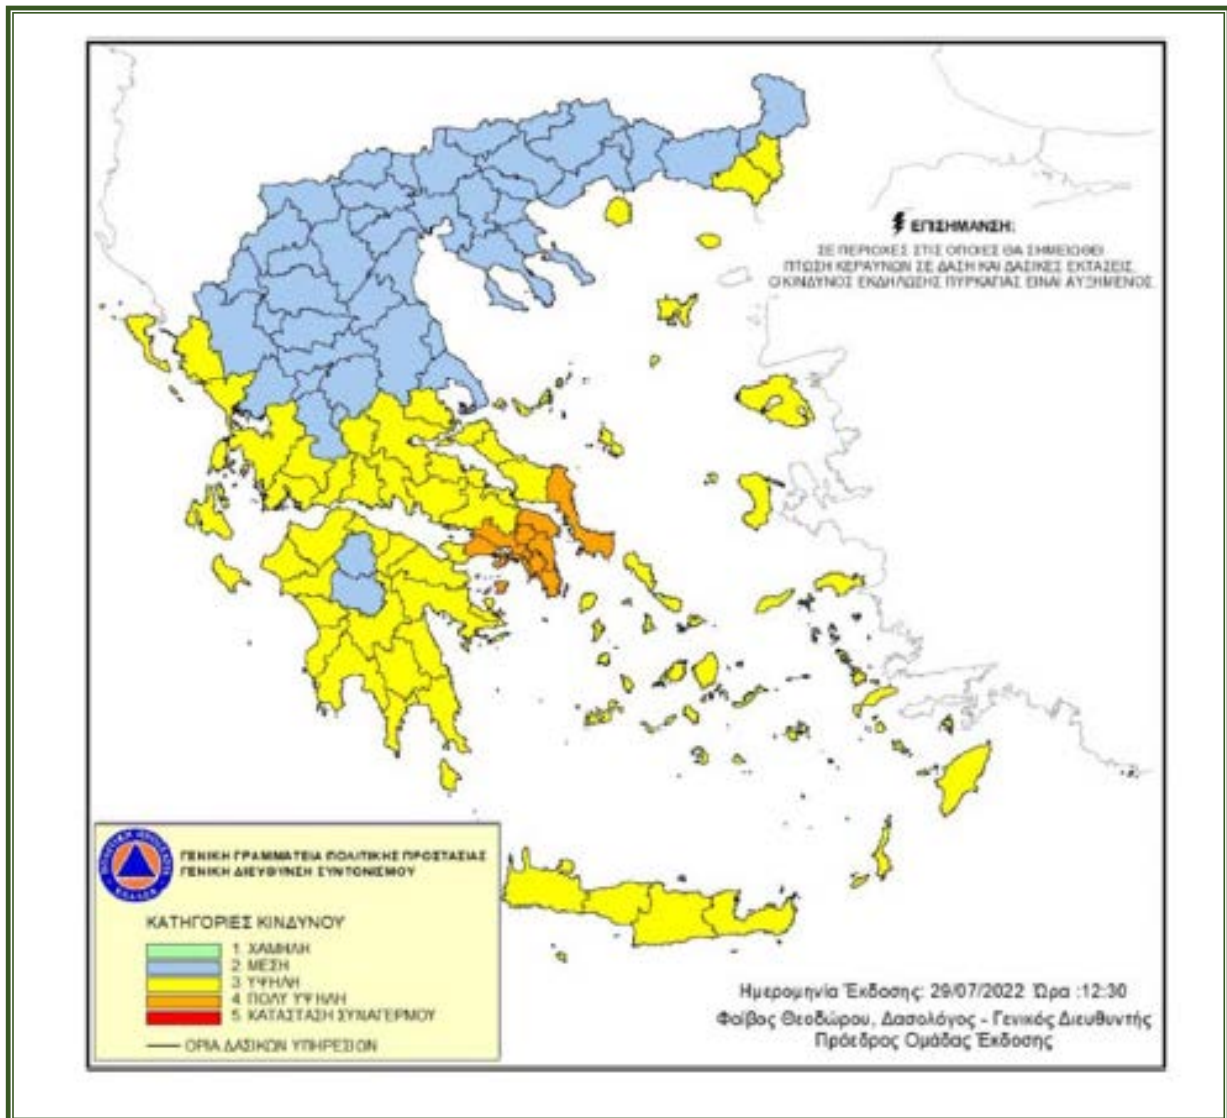 ΕΠΙΣΗΜΑΝΣΗ:
ΣΕ ΠΕΡΙΟΧΕΣ ΣΤΙΣ ΟΠΟΙΕΣ ΘΑ ΣΗΜΕΙΩΘΕΙ
ΠΤΩΣΗ ΚΕΡΑΥΝΩΝ ΣΕ ΔΑΣΗ ΚΑΙ ΔΑΣΙΚΕΣ ΕΚΤΑΣΕΙΣ,
Ο ΚΙΝΔΥΝΟΣ ΕΚΔΗΛΩΣΗΣ ΠΥΡΚΑΓΙΑΣ ΕΙΝΑΙ ΑΥΞΗΜΕΝΟΣ
ΠΟΛΙΤΙΚΗ ΠΡΟΣΤΑΣΙΑ
ΕΛΛΑΣ
ΓΕΝΙΚΗ ΓΡΑΜΜΑΤΕΙΑ ΠΟΛΙΤΙΚΗΣ ΠΡΟΣΤΑΣΙΑΣ
ΓΕΝΙΚΗ ΔΙΕΥΘΥΝΣΗ ΣΥΝΤΟΝΙΣΜΟΥ
ΚΑΤΗΓΟΡΙΕΣ ΚΙΝΔΥΝΟΥ
1. ΧΑΜΗΛΗ
2. ΜΕΣΗ
3. ΥΨΗΛΗ
4. ΠΟΛΥ ΥΨΗΛΗ
5. ΚΑΤΑΣΤΑΣΗ ΣΥΝΑΓΕΡΜΟΥ
ΟΡΙΑ ΔΑΣΙΚΩΝ ΥΠΗΡΕΣΙΩΝ
Ημερομηνία Έκδοσης: 29/07/2022 Ώρα :12:30
Φοίβος Θεοδώρου, Δασολόγος - Γενικός Διευθυντής
Πρόεδρος Ομάδας Έκδοσης